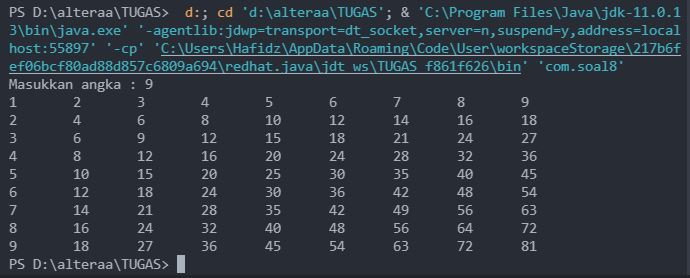 PS D:\alteraa\TUGAS>  d:; cd 'd:\alteraa\TUGAS'; & 'C:\Program Files\Java\jdk-11.0.1
3\bin\java.exe' '-agentlib:jdwp=transport=dt_socket,server=n,suspend=y,address=local
host:55897' '-cp' 'C:\Users\Hafidz\AppData\Roaming\Code\User\workspaceStorage\217b6f
ef06bcf80ad88d857c6809a694\redhat.java\jdt_ws\TUGAS_f861f626\bin' 'com.soal8'
Masukkan angka : 9
1 2 3 4 5 6 7 8 9
2 4 6 8 10 12 14 16 18
3 6 9 12 15 18 21 24 27
4 8 12 16 20 24 28 32 36
5 10 15 20 25 30 35 40 45
6 12 18 24 30 36 42 48 54
7 14 21 28 35 42 49 56 63
8 16 24 32 40 48 56 64 72
9 18 27 36 45 54 63 72 81
PS D:\alteraa\TUGAS>